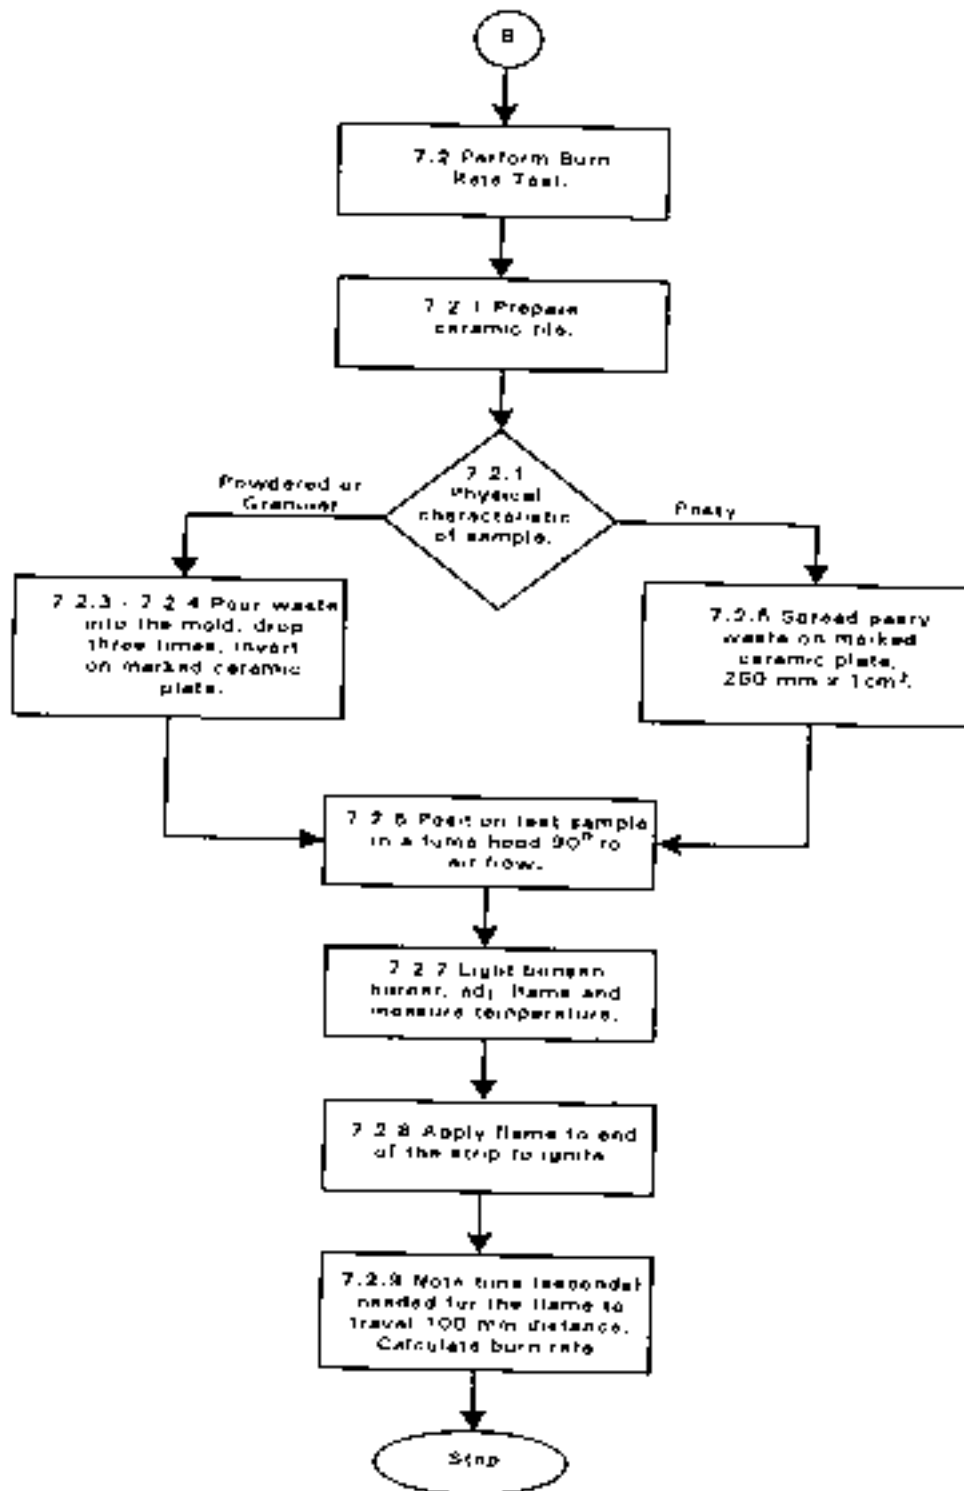 B
7.2 Perform Burn
Rate Test.
7.2.1 Prepare
ceramic tile.
7.2.1
Physical
characteristic
of sample.
Powdered or
Granular
Pasty
7.2.3 - 7.2.4 Pour waste
into the mold, drop
three times, invert
on marked ceramic
plate.
7.2.5 Spread pasty
waste on marked
ceramic plate,
250 mm x 1cm².
7.2.6 Position test sample
in a fume hood 90º to
air flow.
7.2.7 Light bunsen
burner, adj. flame and
measure temperature.
7.2.8 Apply flame to end
of the strip to ignite
7.2.9 Note time (seconds)
needed for the flame to
travel 100 mm distance.
Calculate burn rate
Stop